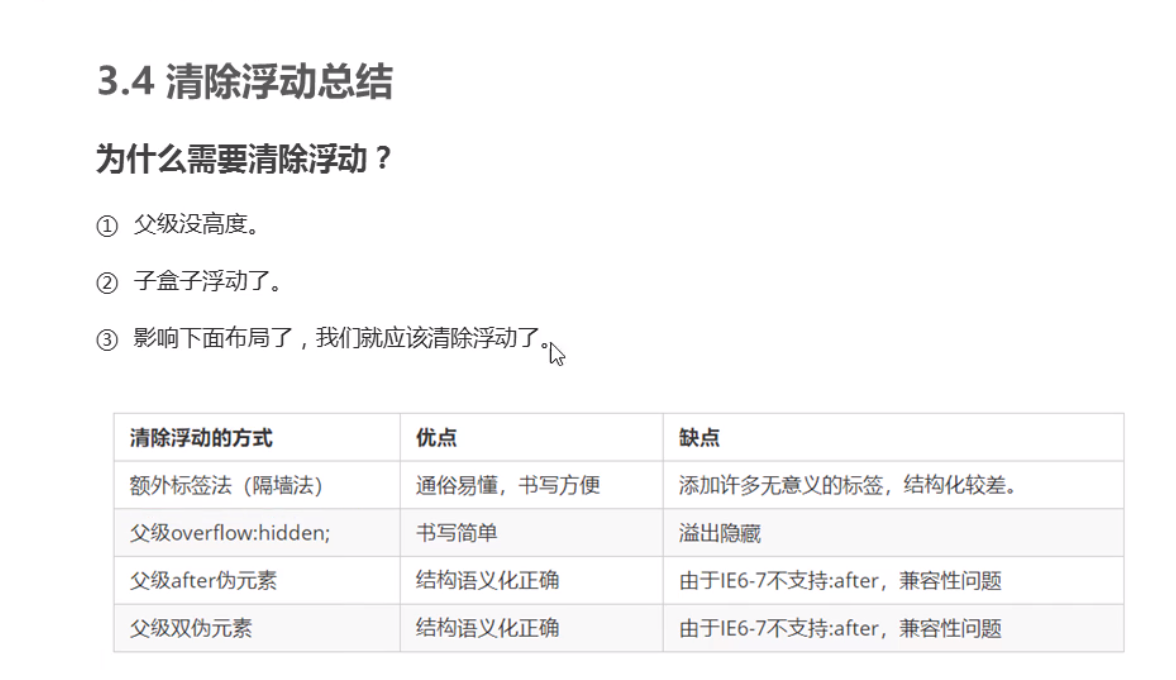 3.4 清除浮动总结
为什么需要清除浮动？
① 父级没高度。
② 子盒子浮动了。
③ 影响下面布局了，我们就应该清除浮动了。
清除浮动的方式 优点 缺点
额外标签法（隔墙法） 通俗易懂，书写方便 添加许多无意义的标签，结构化较差。
父级overflow:hidden; 书写简单 溢出隐藏
父级after伪元素 结构语义化正确 由于IE6-7不支持:after，兼容性问题
父级双伪元素 结构语义化正确 由于IE6-7不支持:after，兼容性问题